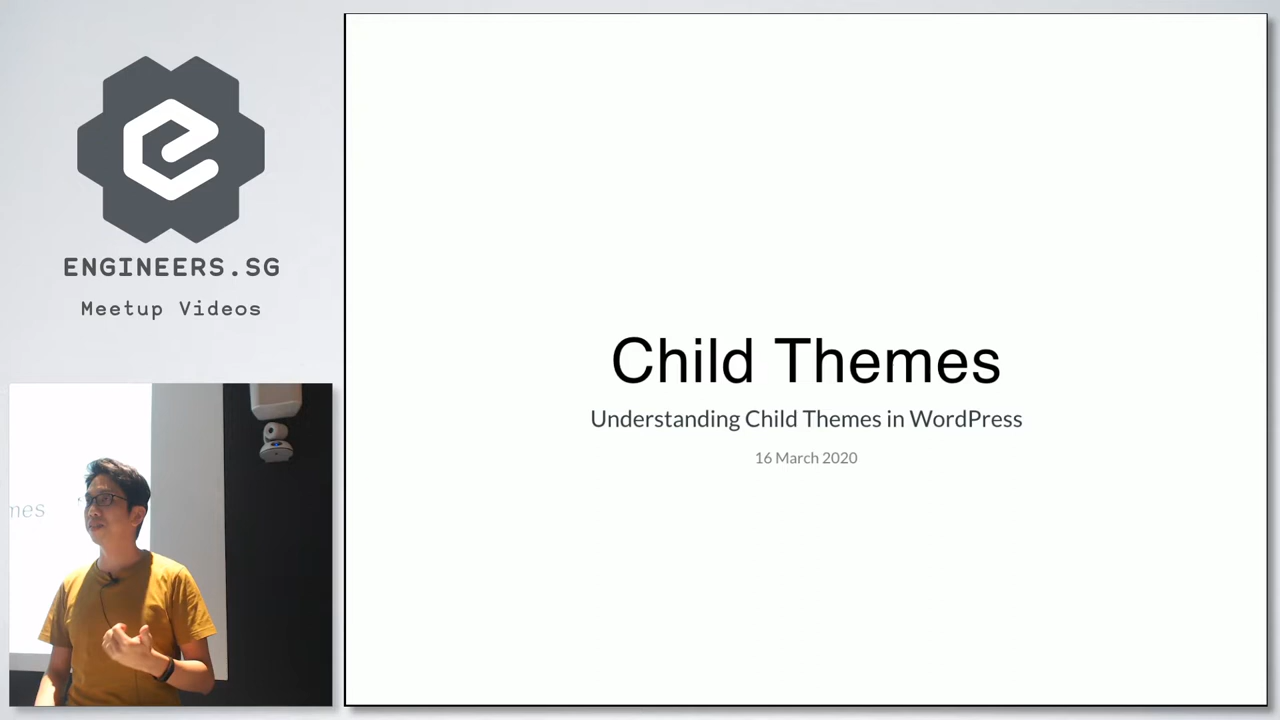 ENGINEERS.SG
Meetup Videos
Child Themes
Understanding Child Themes in WordPress
16 March 2020
mes